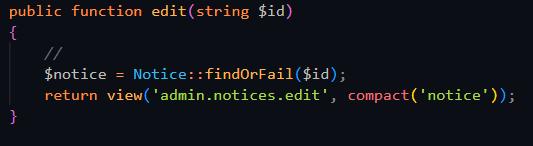 public function edit(string $id)
{
    //
    $notice = Notice::findOrFail($id);
    return view('admin.notices.edit', compact('notice'));
}